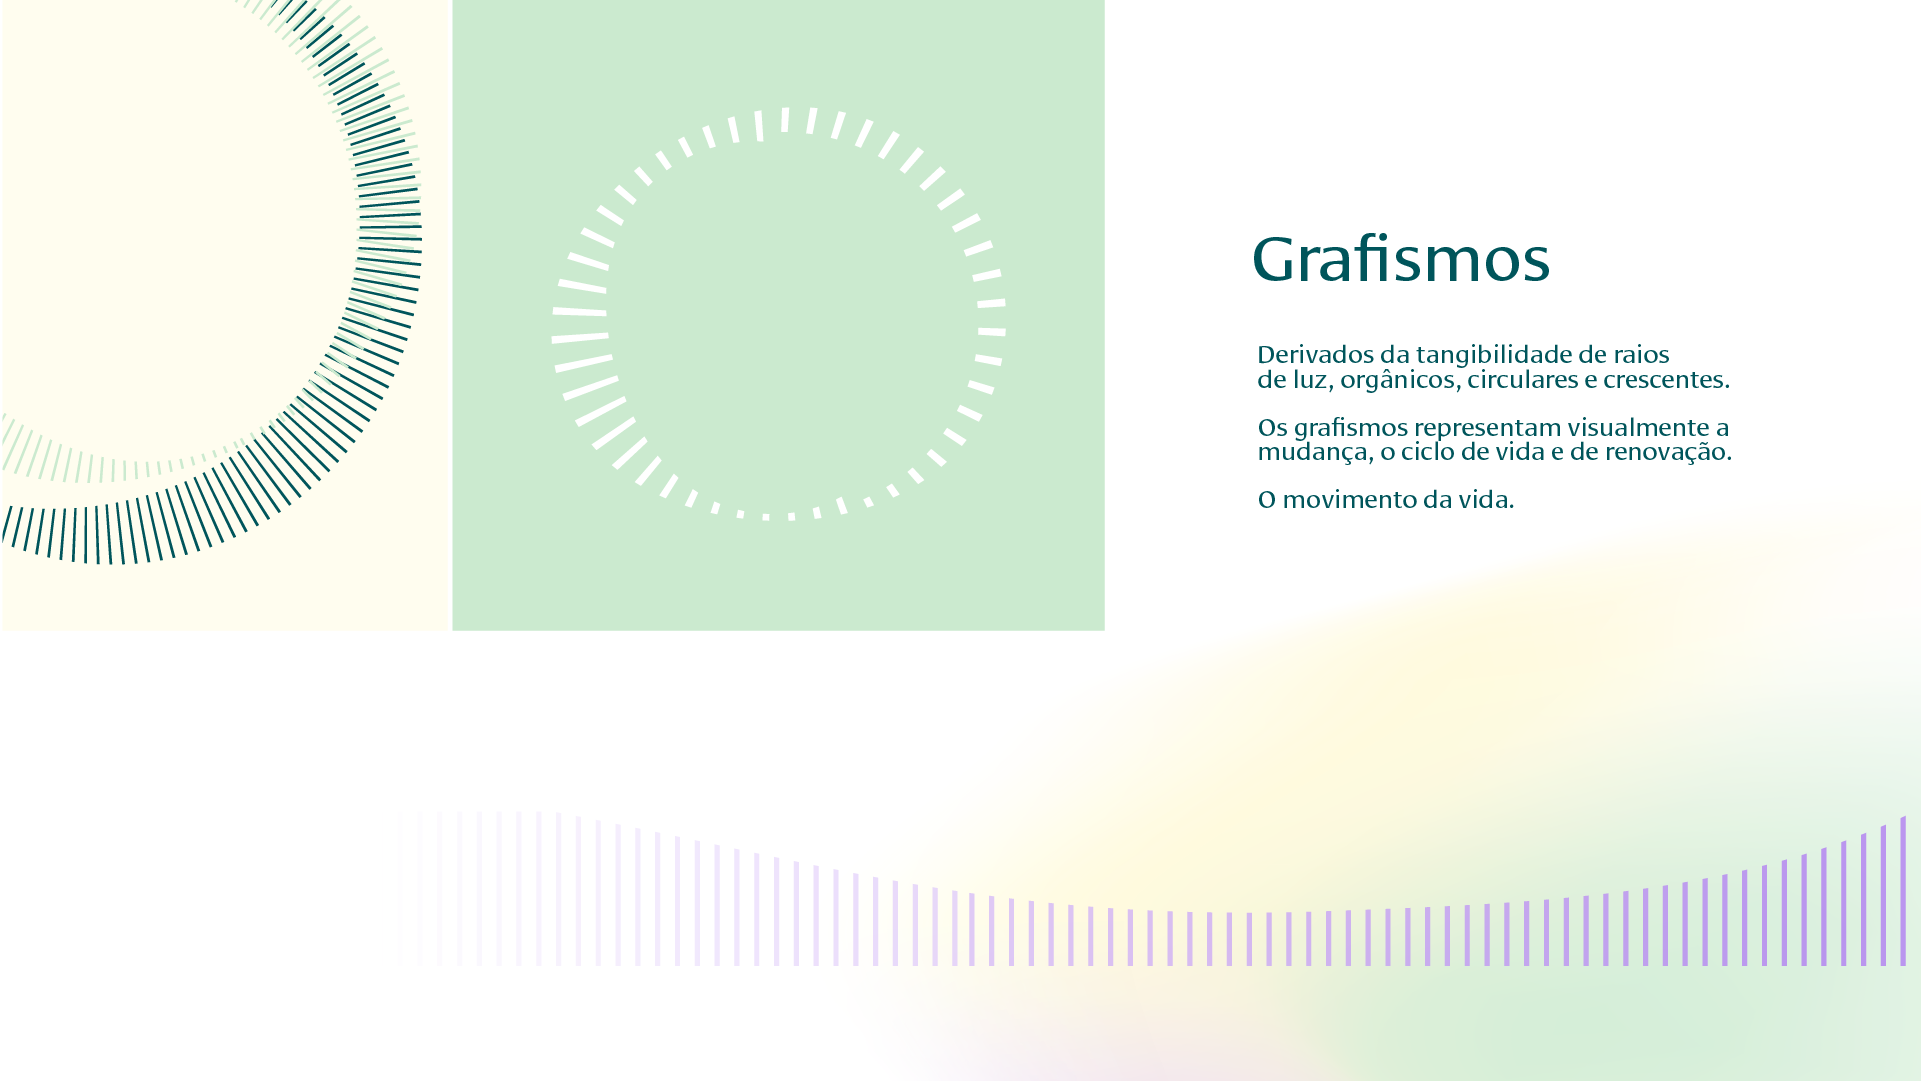 Grafismos
Derivados da tangibilidade de raios
de luz, orgânicos, circulares e crescentes.
Os grafismos representam visualmente a
mudança, o ciclo de vida e de renovação.
O movimento da vida.